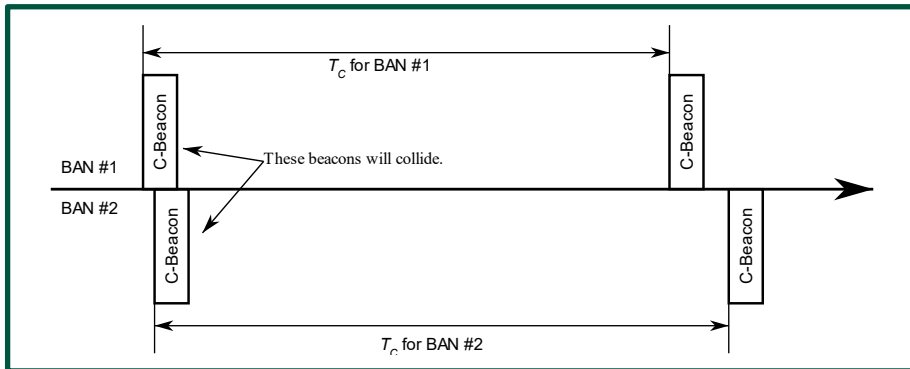 T_C for BAN #1
C-Beacon
C-Beacon
These beacons will collide.
BAN #1
BAN #2
C-Beacon
C-Beacon
T_C for BAN #2